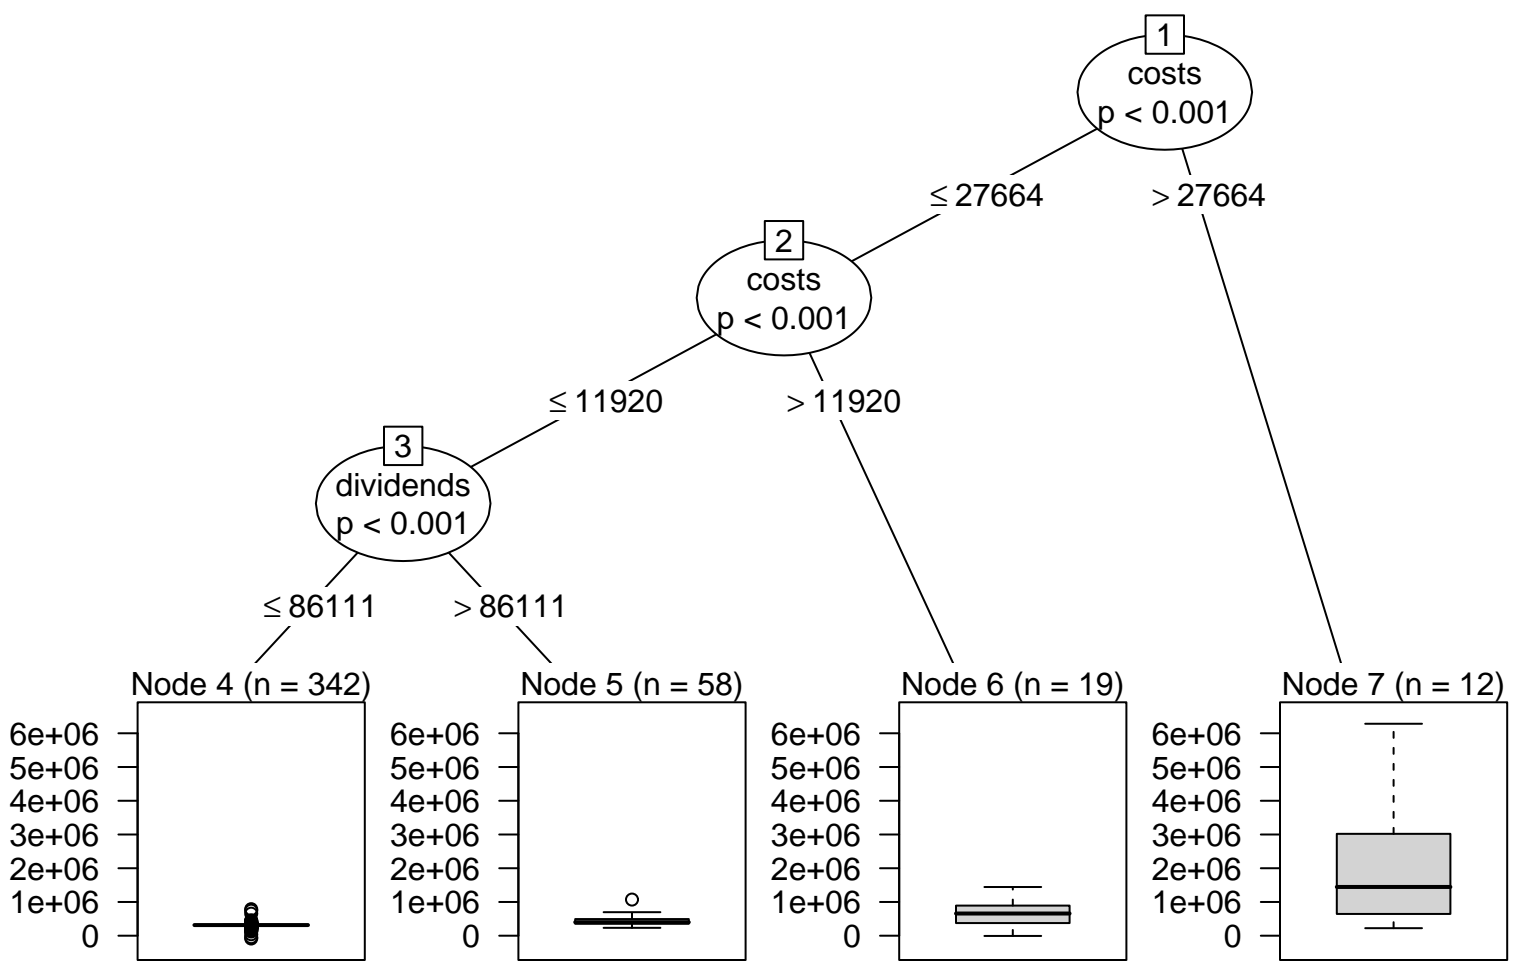 1
costs
p < 0.001
≤ 27664
> 27664
2
costs
p < 0.001
≤ 11920
> 11920
3
dividends
p < 0.001
≤ 86111
> 86111
Node 4 (n = 342)
6e+06
5e+06
4e+06
3e+06
2e+06
1e+06
0
Node 5 (n = 58)
6e+06
5e+06
4e+06
3e+06
2e+06
1e+06
0
Node 6 (n = 19)
6e+06
5e+06
4e+06
3e+06
2e+06
1e+06
0
Node 7 (n = 12)
6e+06
5e+06
4e+06
3e+06
2e+06
1e+06
0